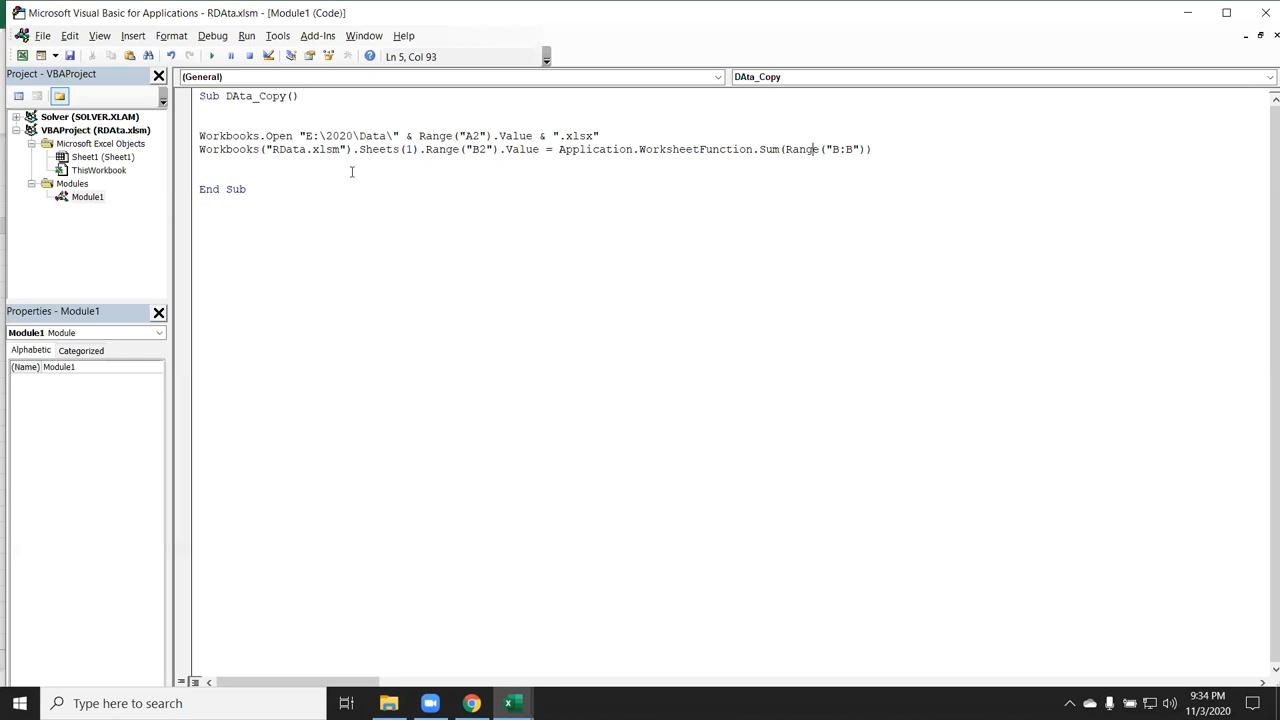 Microsoft Visual Basic for Applications - RDAta.xlsm - [Module1 (Code)]
File Edit View Insert Format Debug Run Tools Add-Ins Window Help
Ln 5, Col 93
Project - VBAProject
(General)
DAta_Copy
Solver (SOLVER.XLAM)
VBAProject (RDAta.xlsm)
Microsoft Excel Objects
Sheet1 (Sheet1)
ThisWorkbook
Modules
Module1
Sub DAta_Copy()
Workbooks.Open "E:\2020\Data\" & Range("A2").Value & ".xlsx"
Workbooks("RData.xlsm").Sheets(1).Range("B2").Value = Application.WorksheetFunction.Sum(Range("B:B"))
End Sub
Properties - Module1
Module1 Module
Alphabetic Categorized
(Name) Module1
Type here to search
9:34 PM
11/3/2020